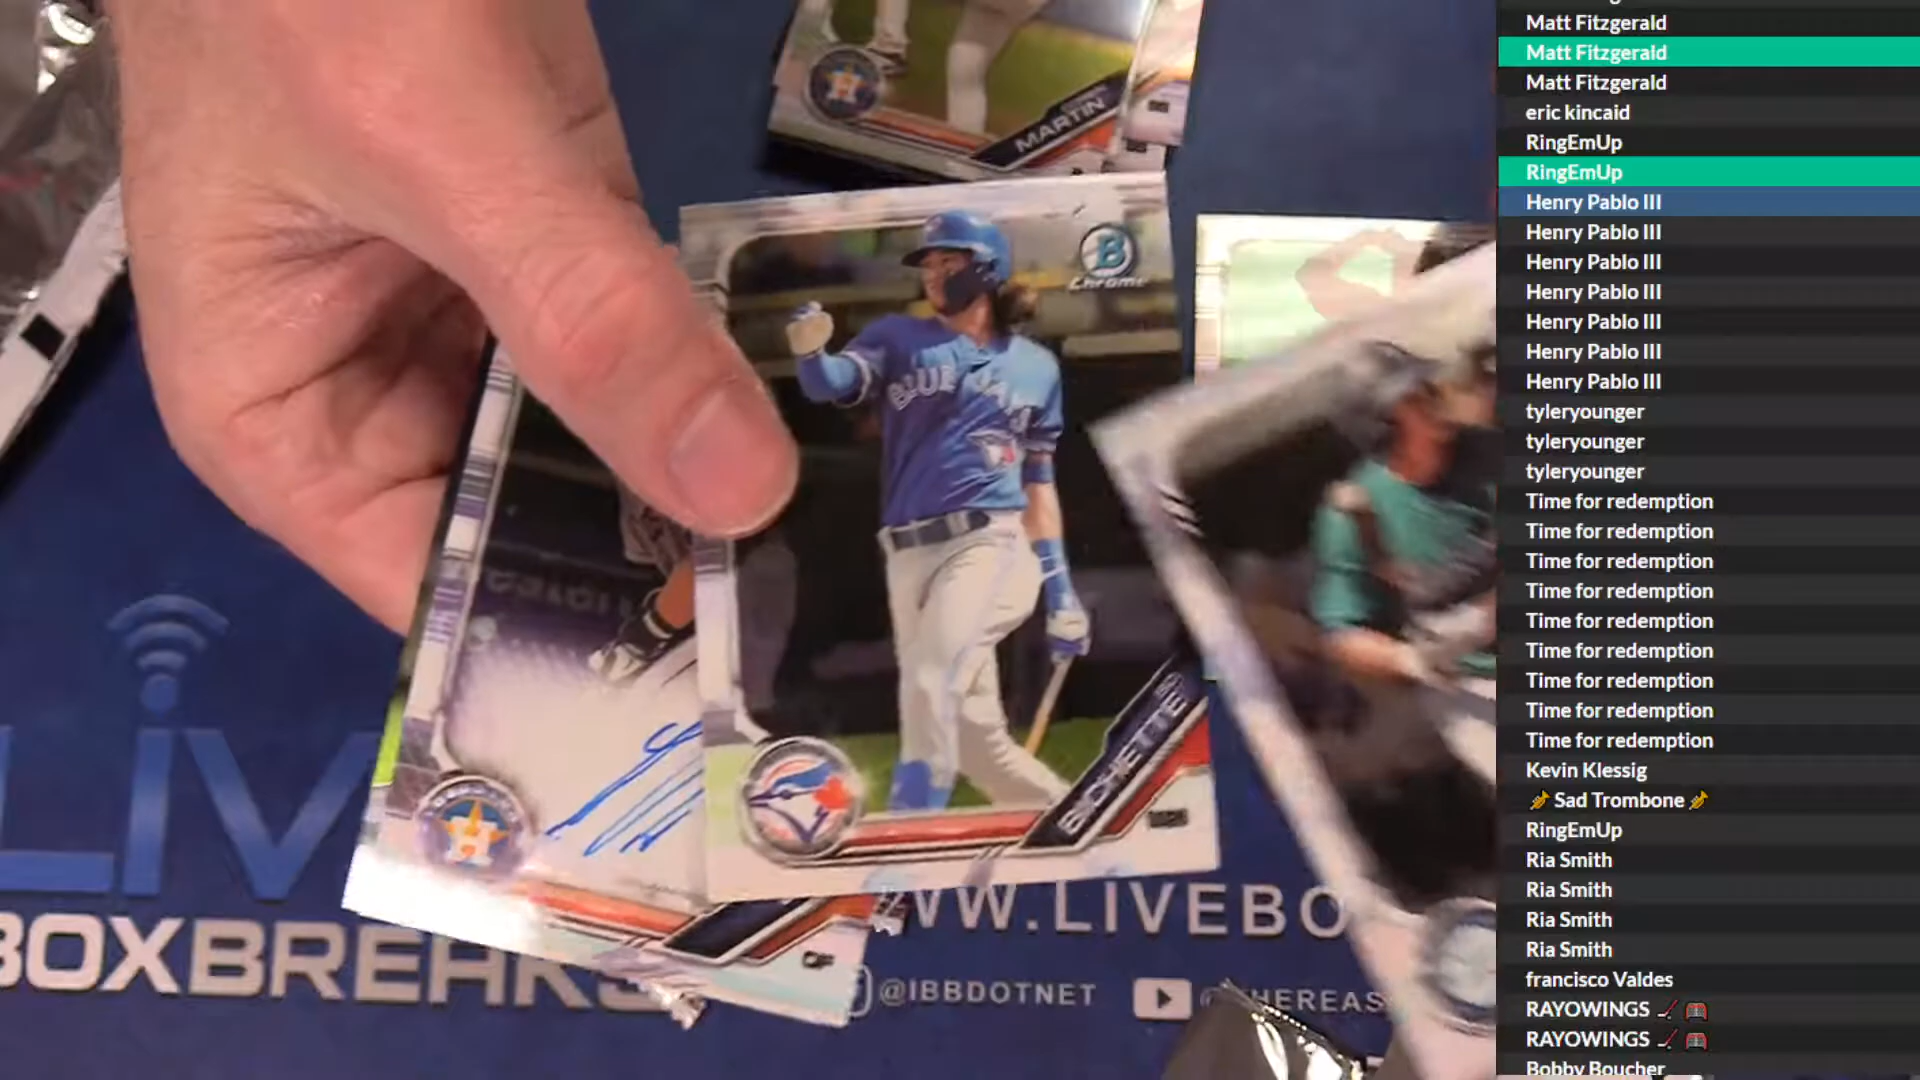 MARTIN
B
Chrome
BLUE JAYS
BICHETTE
H
H
OF
LIV
BOXBREAKS
WWW.LIVEBO
@IBBDOTNET
Matt Fitzgerald
Matt Fitzgerald
Matt Fitzgerald
eric kincaid
RingEmUp
RingEmUp
Henry Pablo III
Henry Pablo III
Henry Pablo III
Henry Pablo III
Henry Pablo III
Henry Pablo III
Henry Pablo III
tyleryounger
tyleryounger
tyleryounger
Time for redemption
Time for redemption
Time for redemption
Time for redemption
Time for redemption
Time for redemption
Time for redemption
Time for redemption
Time for redemption
Kevin Klessig
🎺 Sad Trombone 🎺
RingEmUp
Ria Smith
Ria Smith
Ria Smith
Ria Smith
francisco Valdes
RAYOWINGS 🏒 🥅
RAYOWINGS 🏒 🥅
Bobby Boucher